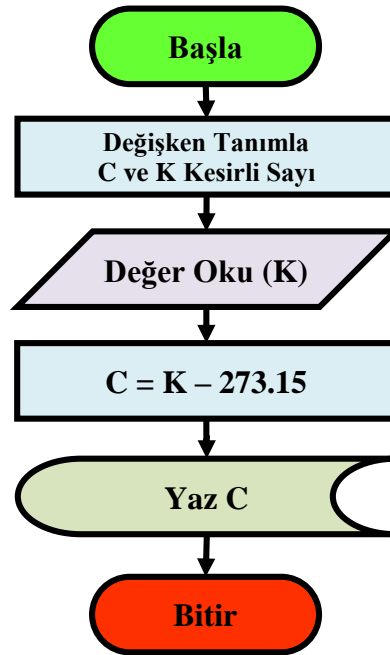 Başla
Değişken Tanımla
C ve K Kesirli Sayı
Değer Oku (K)
C = K – 273.15
Yaz C
Bitir